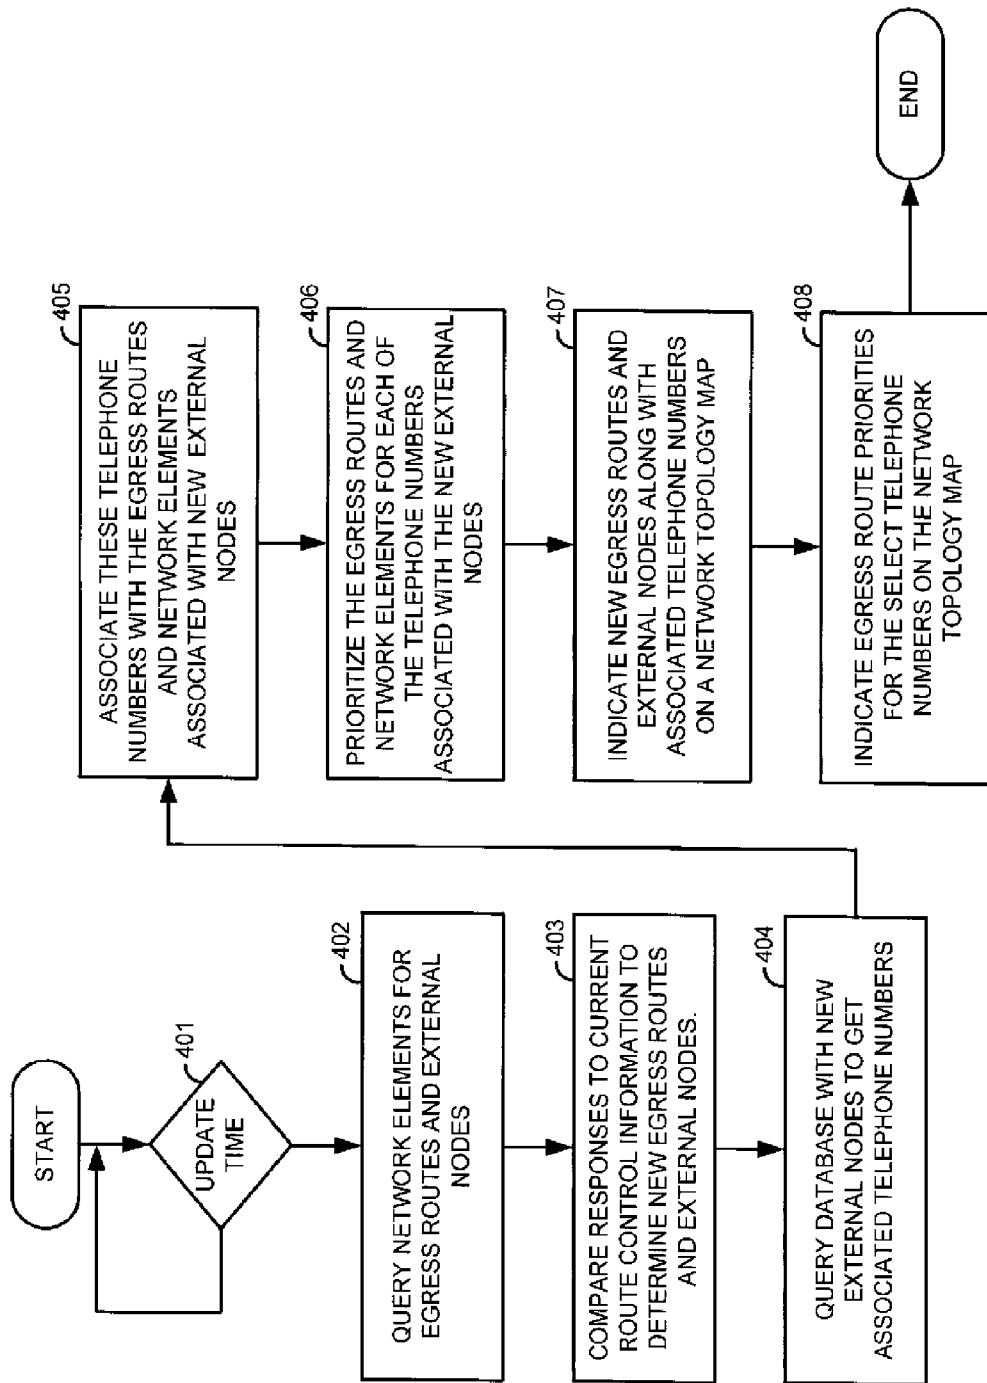 START
401
UPDATE
TIME
402
QUERY NETWORK ELEMENTS FOR
EGRESS ROUTES AND EXTERNAL
NODES
403
COMPARE RESPONSES TO CURRENT
ROUTE CONTROL INFORMATION TO
DETERMINE NEW EGRESS ROUTES
AND EXTERNAL NODES.
404
QUERY DATABASE WITH NEW
EXTERNAL NODES TO GET
ASSOCIATED TELEPHONE NUMBERS
405
ASSOCIATE THESE TELEPHONE
NUMBERS WITH THE EGRESS ROUTES
AND NETWORK ELEMENTS
ASSOCIATED WITH NEW EXTERNAL
NODES
406
PRIORITIZE THE EGRESS ROUTES AND
NETWORK ELEMENTS FOR EACH OF
THE TELEPHONE NUMBERS
ASSOCIATED WITH THE NEW EXTERNAL
NODES
407
INDICATE NEW EGRESS ROUTES AND
EXTERNAL NODES ALONG WITH
ASSOCIATED TELEPHONE NUMBERS
ON A NETWORK TOPOLOGY MAP
408
INDICATE EGRESS ROUTE PRIORITIES
FOR THE SELECT TELEPHONE
NUMBERS ON THE NETWORK
TOPOLOGY MAP
END